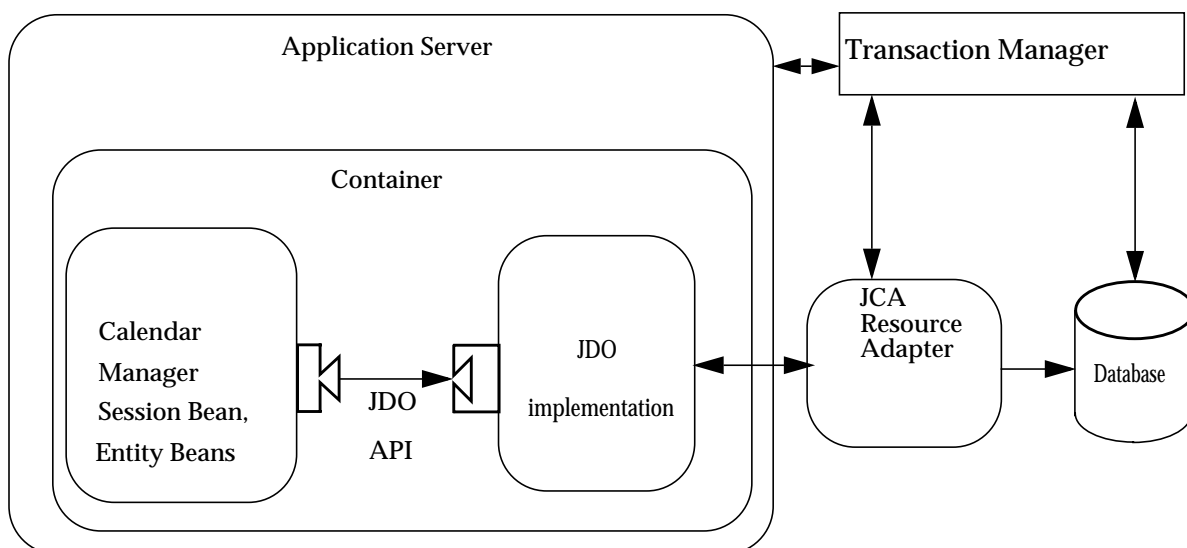 Application Server
Transaction Manager
Container
Calendar
Manager
Session Bean,
Entity Beans
JDO
API
JDO
implementation
JCA
Resource
Adapter
Database